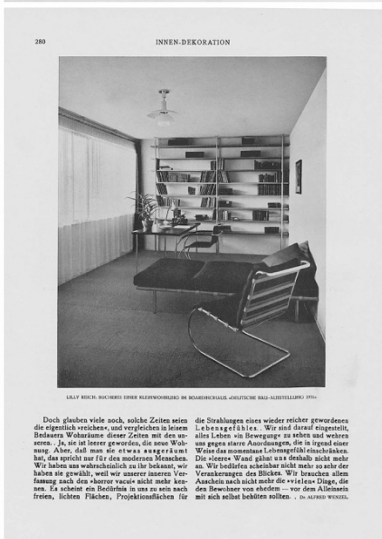 280
INNEN-DEKORATION
LILLY REICH. BÜCHEREI EINER KLEINWOHNUNG IM BOARDINGHAUS. »DEUTSCHE BAU-AUSSTELLUNG 1931«
Doch glauben viele noch, solche Zeiten seien
die eigentlich »reichen«, und vergleichen in leisem
Bedauern Wohnräume dieser Zeiten mit den un-
seren. . Ja, sie ist leerer geworden, die neue Woh-
nung. Aber, daß man sie etwas ausgeräumt
hat, das spricht nur für den modernen Menschen.
Wir haben uns wahrscheinlich zu ihr bekannt, wir
haben sie gewählt, weil wir unserer inneren Ver-
fassung nach den »horror vacui« nicht mehr ken-
nen. Es scheint ein Bedürfnis in uns zu sein nach
freien, lichten Flächen, Projektionsflächen für
die Strahlungen eines wieder reicher gewordenen
Lebensgefühles. . Wir sind darauf eingestellt,
alles Leben »in Bewegung« zu sehen und wehren
uns gegen starre Anordnungen, die in irgend einer
Weise das momentane Lebensgefühl einschränken.
Die »leere« Wand gähnt uns deshalb nicht mehr
an. Wir bedürfen scheinbar nicht mehr so sehr der
Verankerungen des Blickes. Wir brauchen allem
Anschein nach nicht mehr die »vielen« Dinge, die
den Bewohner von ehedem — vor dem Alleinsein
mit sich selbst behüten sollten. . DR. ALFRED WENZEL.